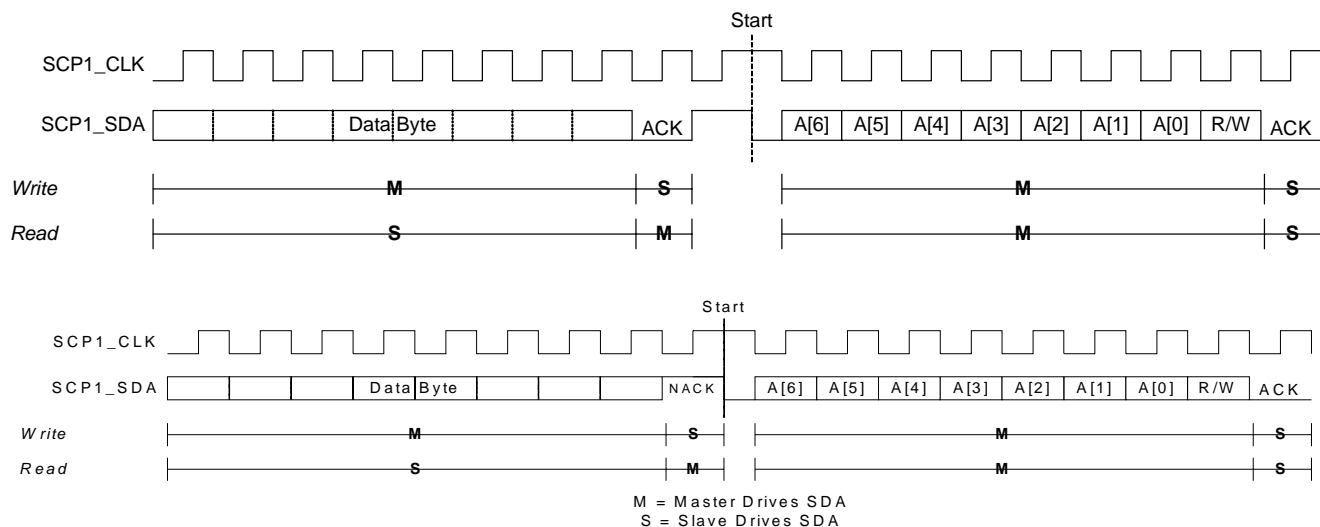 Start
SCP1_CLK
SCP1_SDA Data Byte ACK A[6] A[5] A[4] A[3] A[2] A[1] A[0] R/W ACK
Write M S M S
Read S M M S
Start
SCP1_CLK
SCP1_SDA Data Byte NACK A[6] A[5] A[4] A[3] A[2] A[1] A[0] R/W ACK
Write M S M S
Read S M M S
M = Master Drives SDA
S = Slave Drives SDA